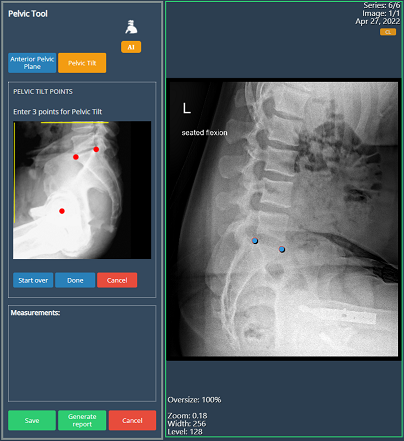 Pelvic Tool
AI
Anterior Pelvic
Plane
Pelvic Tilt
PELVIC TILT POINTS
Enter 3 points for Pelvic Tilt
Start over
Done
Cancel
Measurements:
Save
Generate
report
Cancel
Series: 6/6
Image: 1/1
Apr 27, 2022
L
seated flexion
Oversize: 100%
Zoom: 0.18
Width: 256
Level: 128